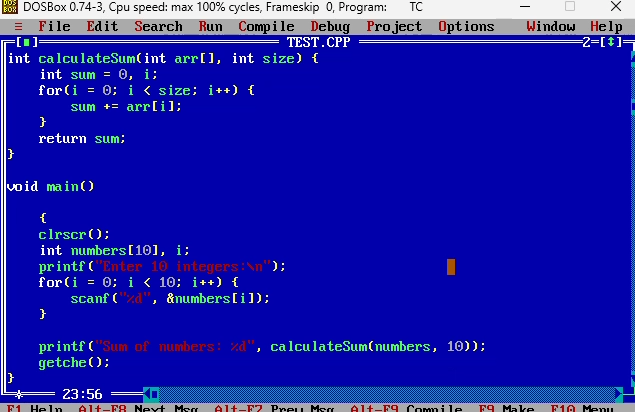 DOSBox 0.74-3, Cpu speed: max 100% cycles, Frameskip 0, Program: TC
≡ File Edit Search Run Compile Debug Project Options Window Help
[■] TEST.CPP 2=[↕]
int calculateSum(int arr[], int size) {
int sum = 0, i;
for(i = 0; i < size; i++) {
sum += arr[i];
}
return sum;
}
void main()
{
clrscr();
int numbers[10], i;
printf("Enter 10 integers:\n");
for(i = 0; i < 10; i++) {
scanf("%d", &numbers[i]);
}
printf("Sum of numbers: %d", calculateSum(numbers, 10));
getche();
}
23:56
F1 Help Alt-F8 Next Msg Alt-F7 Prev Msg Alt-F9 Compile F9 Make F10 Menu